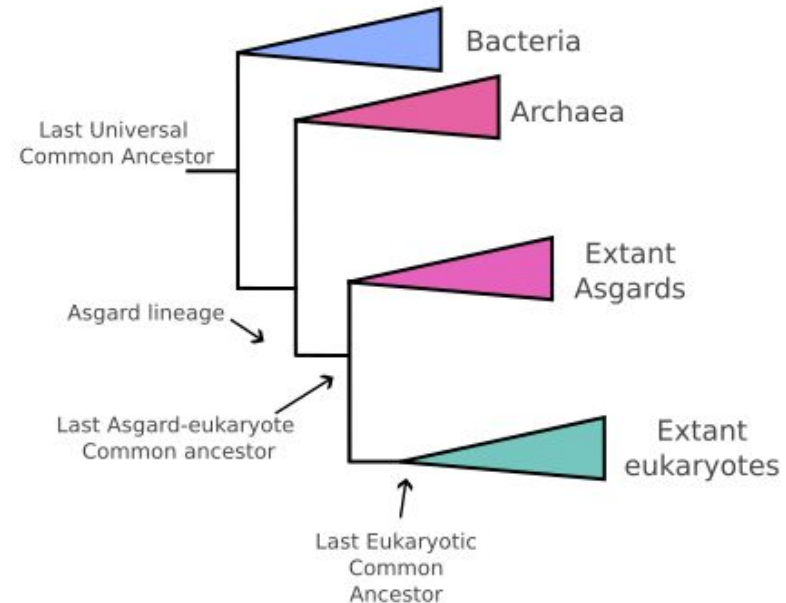 Bacteria
Archaea
Last Universal
Common Ancestor
Extant
Asgards
Asgard lineage
Last Asgard-eukaryote
Common ancestor
Extant
eukaryotes
Last Eukaryotic
Common
Ancestor